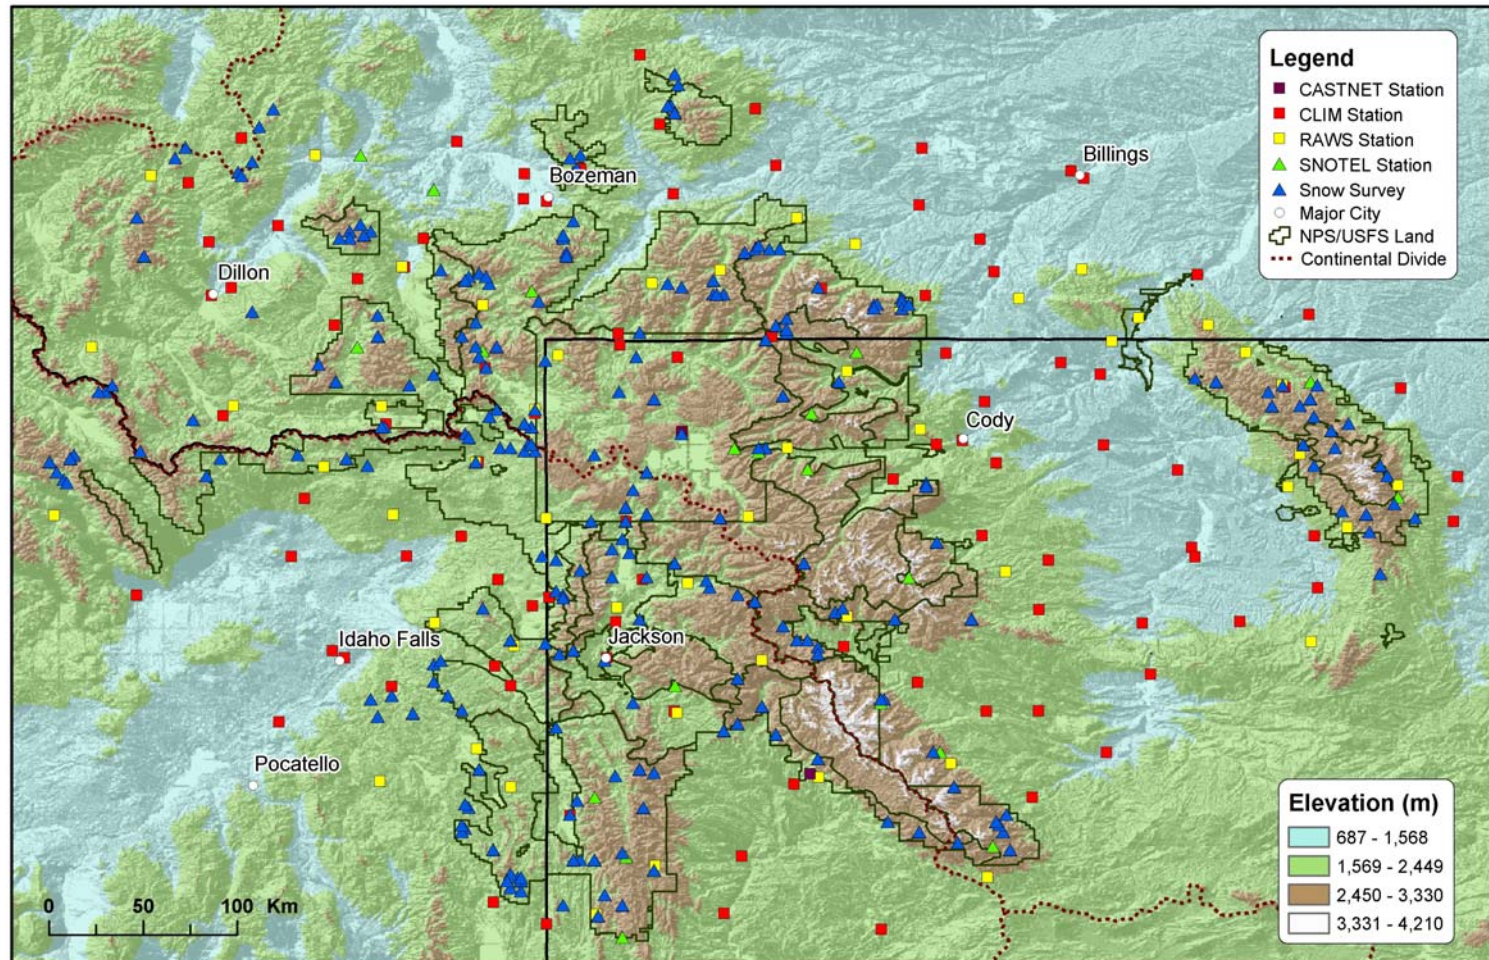 Legend
CASTNET Station
CLIM Station
RAWS Station
SNOTEL Station
Snow Survey
Major City
NPS/USFS Land
Continental Divide
Billings
Bozeman
Dillon
Cody
Idaho Falls
Jackson
Pocatello
Elevation (m)
687 - 1,568
1,569 - 2,449
2,450 - 3,330
3,331 - 4,210
0 50 100 Km